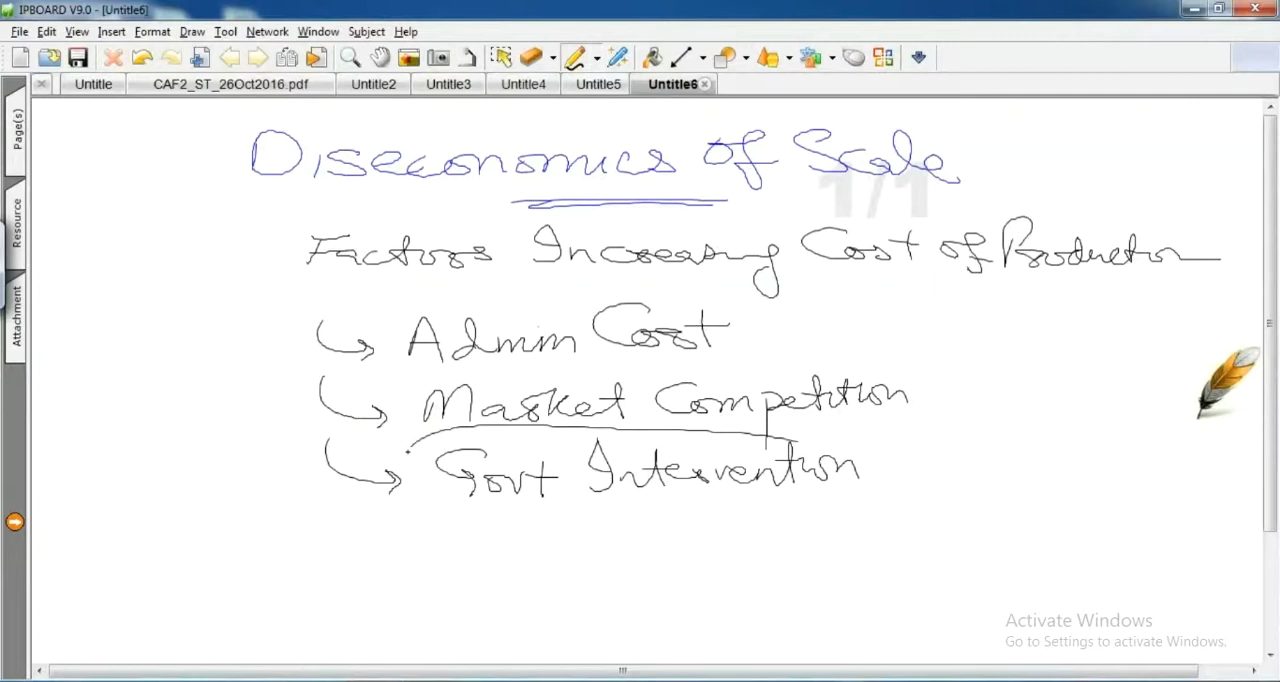 IPBOARD V9.0 - [Untitle6]
File Edit View Insert Format Draw Tool Network Window Subject Help
Untitle CAF2_ST_26Oct2016.pdf Untitle2 Untitle3 Untitle4 Untitle5 Untitle6
Page(s)
Resource
Attachment
Diseconomics of Scale
1/1
Factors Increasing Cost of Production
Admin Cost
Market Competition
Govt Intervention
Activate Windows
Go to Settings to activate Windows.